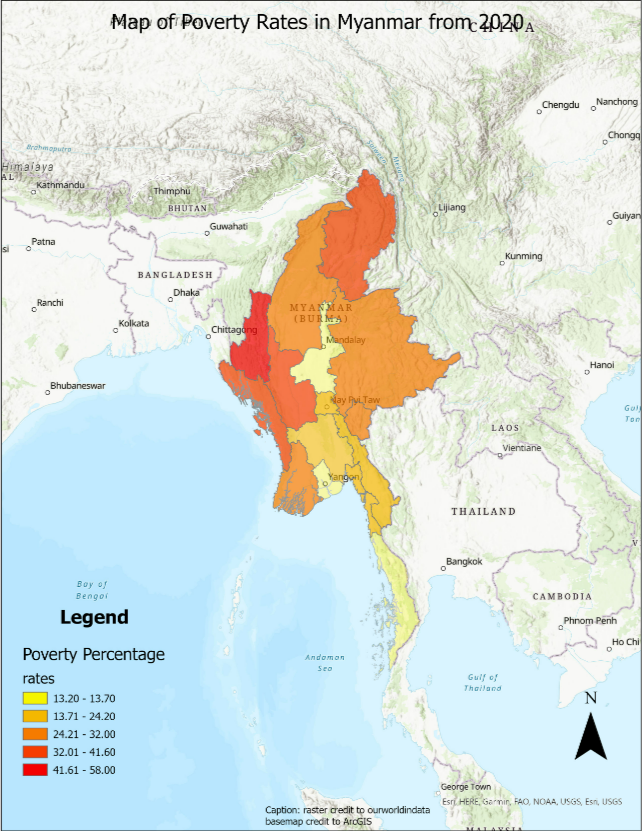 Map of Poverty Rates in Myanmar from 2020
CHINA
Chengdu
Nanchong
Chongq
Brahmaputra
Himalaya
AL
Kathmandu
Thimphu
BHUTAN
Lijiang
Guiyan
Guwahati
si
Patna
Kunming
BANGLADESH
Dhaka
Ranchi
MYANMAR
(BURMA)
Kolkata
Chittagong
Mandalay
Hanoi
Bhubaneswar
Nay Pyi Taw
Gulf
Ton
LAOS
Vientiane
Yangon
THAILAND
V
Bangkok
Bay of
Bengal
CAMBODIA
Legend
Phnom Penh
Ho Chi
Poverty Percentage
Andaman
Sea
rates
Gulf of
Thailand
13.20 - 13.70
N
13.71 - 24.20
24.21 - 32.00
32.01 - 41.60
41.61 - 58.00
George Town
Esri, HERE, Garmin, FAO, NOAA, USGS, Esri, USGS
Caption: raster credit to ourworldindata
basemap credit to ArcGIS
MALAYSIA